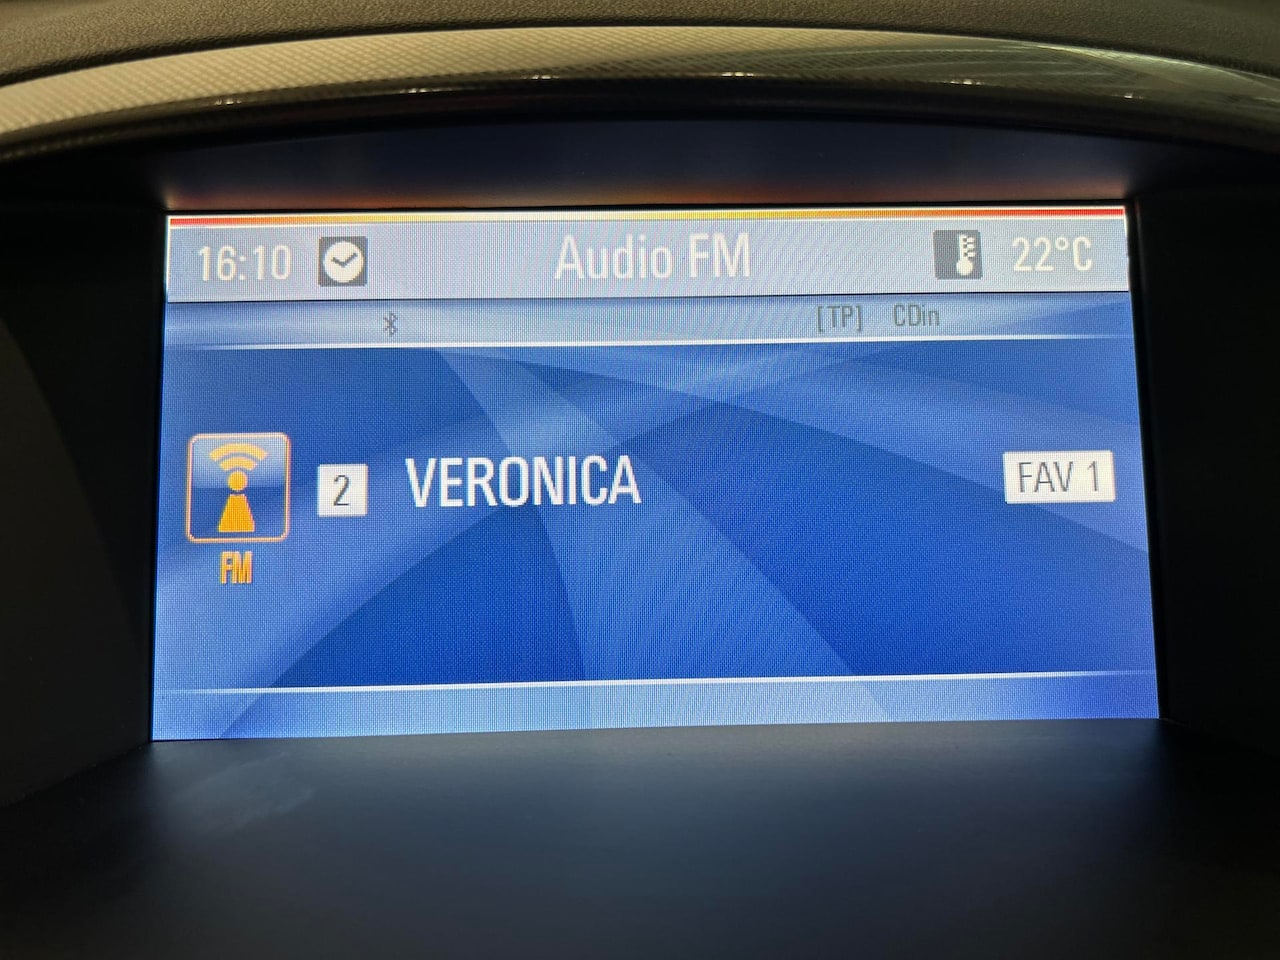 16:10 Audio FM 22°C
[TP] CDin
2 VERONICA FAV 1
FM